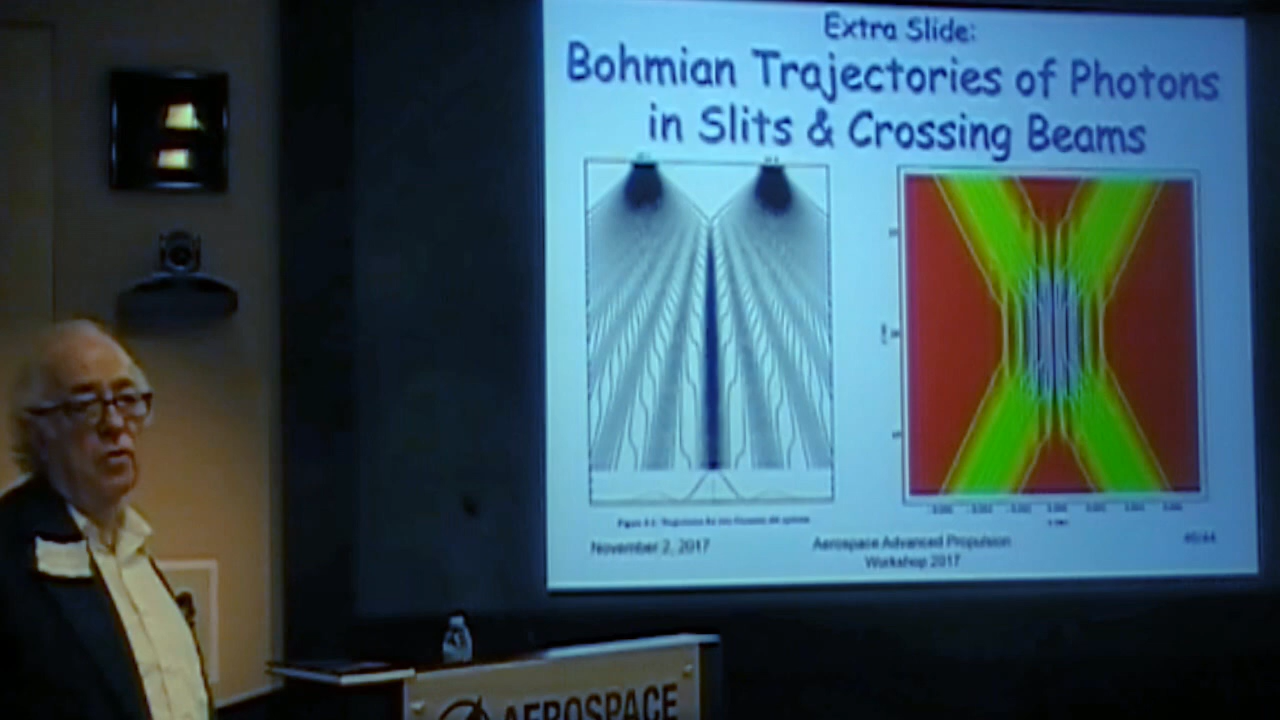 Extra Slide:
Bohmian Trajectories of Photons
in Slits & Crossing Beams
November 2, 2017
Aerospace Advanced Propulsion
Workshop 2017
AEROSPACE